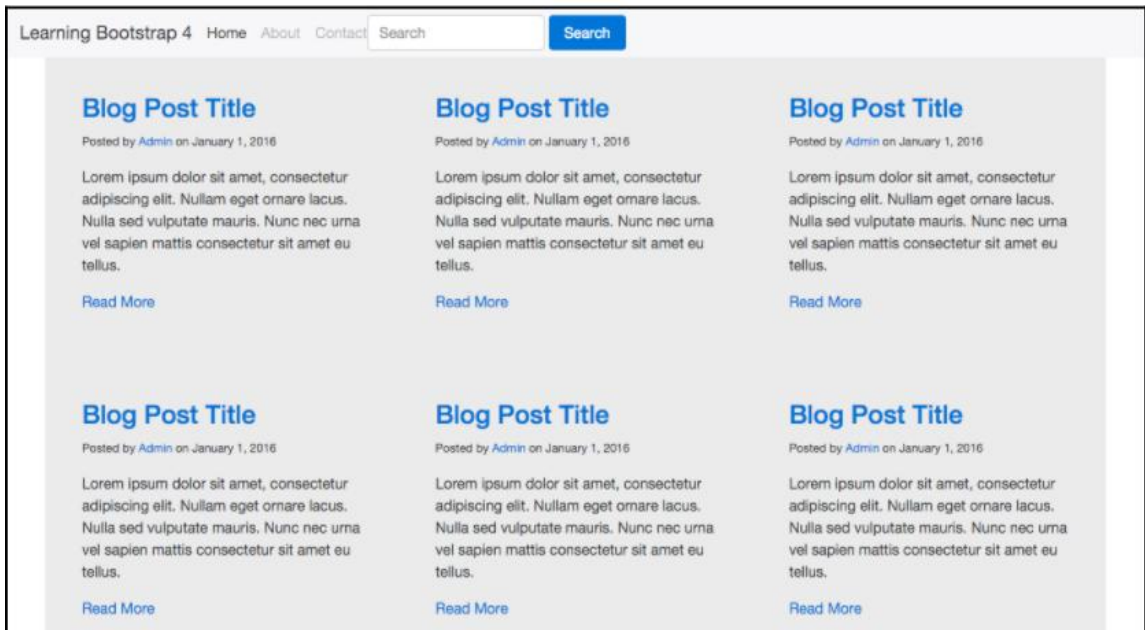 Learning Bootstrap 4 Home About Contact Search Search
Blog Post Title
Posted by Admin on January 1, 2016
Lorem ipsum dolor sit amet, consectetur
adipiscing elit. Nullam eget ornare lacus.
Nulla sed vulputate mauris. Nunc nec urna
vel sapien mattis consectetur sit amet eu
tellus.
Read More
Blog Post Title
Posted by Admin on January 1, 2016
Lorem ipsum dolor sit amet, consectetur
adipiscing elit. Nullam eget ornare lacus.
Nulla sed vulputate mauris. Nunc nec urna
vel sapien mattis consectetur sit amet eu
tellus.
Read More
Blog Post Title
Posted by Admin on January 1, 2016
Lorem ipsum dolor sit amet, consectetur
adipiscing elit. Nullam eget ornare lacus.
Nulla sed vulputate mauris. Nunc nec urna
vel sapien mattis consectetur sit amet eu
tellus.
Read More
Blog Post Title
Posted by Admin on January 1, 2016
Lorem ipsum dolor sit amet, consectetur
adipiscing elit. Nullam eget ornare lacus.
Nulla sed vulputate mauris. Nunc nec urna
vel sapien mattis consectetur sit amet eu
tellus.
Read More
Blog Post Title
Posted by Admin on January 1, 2016
Lorem ipsum dolor sit amet, consectetur
adipiscing elit. Nullam eget ornare lacus.
Nulla sed vulputate mauris. Nunc nec urna
vel sapien mattis consectetur sit amet eu
tellus.
Read More
Blog Post Title
Posted by Admin on January 1, 2016
Lorem ipsum dolor sit amet, consectetur
adipiscing elit. Nullam eget ornare lacus.
Nulla sed vulputate mauris. Nunc nec urna
vel sapien mattis consectetur sit amet eu
tellus.
Read More